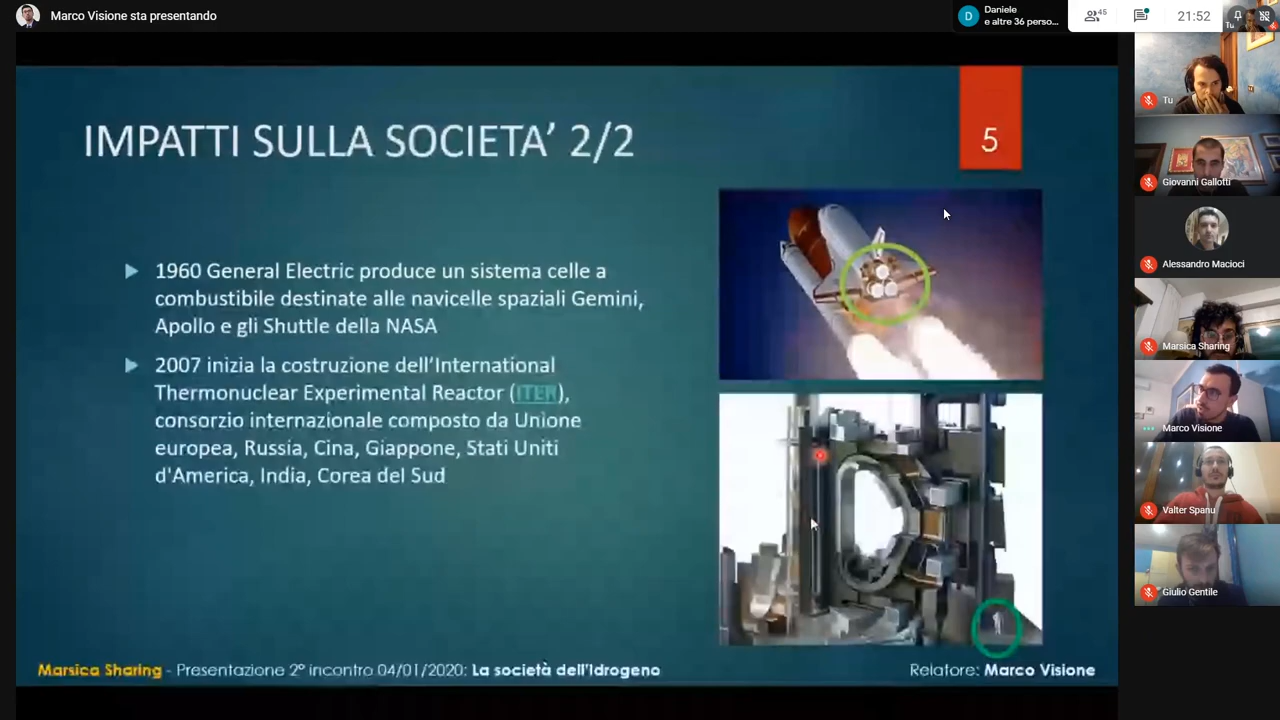 Marco Visione sta presentando
D
Daniele
e altre 36 perso...
45
21:52
Tu
IMPATTI SULLA SOCIETA’ 2/2
5
1960 General Electric produce un sistema celle a
combustibile destinate alle navicelle spaziali Gemini,
Apollo e gli Shuttle della NASA
2007 inizia la costruzione dell’International
Thermonuclear Experimental Reactor (ITER),
consorzio internazionale composto da Unione
europea, Russia, Cina, Giappone, Stati Uniti
d'America, India, Corea del Sud
Marsica Sharing - Presentazione 2° incontro 04/01/2020: La società dell'Idrogeno
Relatore: Marco Visione
Tu
Giovanni Gallotti
Alessandro Macioci
Marsica Sharing
Marco Visione
Valter Spanu
Giulio Gentile